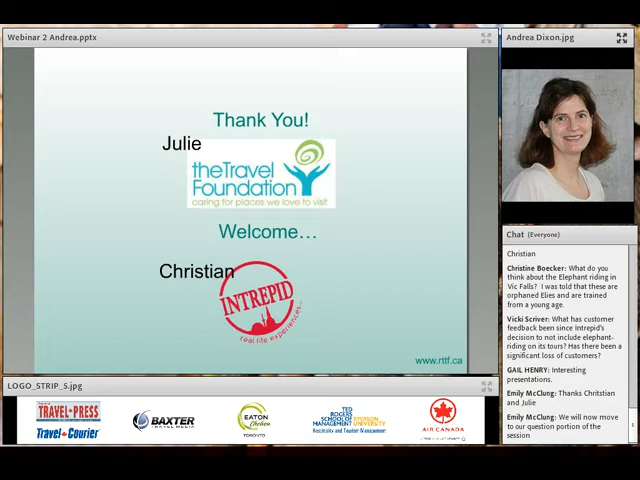 Webinar 2 Andrea.pptx
Thank You!
Julie
theTravel
Foundation
caring for places we love to visit
Welcome…
Christian
INTREPID
real life experiences...
www.rttf.ca
Andrea Dixon.jpg
Chat (Everyone)
Christian
Christine Boecker: What do you
think about the Elephant riding in
Vic Falls? I was told that these are
orphaned Elies and are trained
from a young age.
Vicki Scriver: What has customer
feedback been since Intrepid's
decision to not include elephant-
riding on its tours? Has there been a
significant loss of customers?
GAIL HENRY: Interesting
presentations.
Emily McClung: Thanks Christian
and Julie
Emily McClung: We will now move
to our question portion of the
session
LOGO_STRIP_5.jpg
TRAVEL PRESS
Travel Courier
BAXTER
TRAVEL MEDIA
EATON
Chelsea
TORONTO
TED
ROGERS
SCHOOL OF
MANAGEMENT
RYERSON
UNIVERSITY
Hospitality and Tourism Management
AIR CANADA